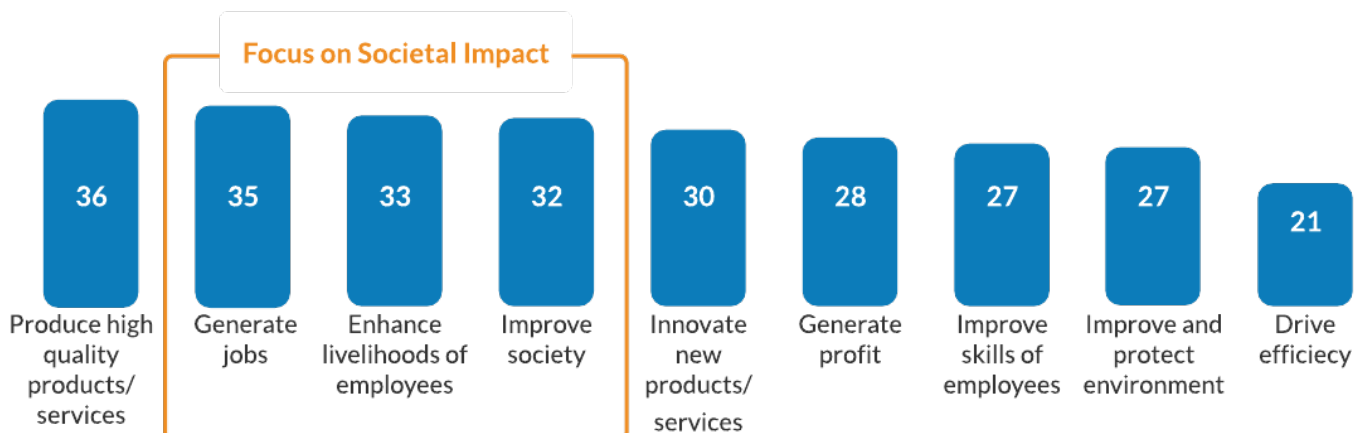 Focus on Societal Impact
36
35
33
32
30
28
27
27
21
Produce high
quality
products/
services
Generate
jobs
Enhance
livelihoods of
employees
Improve
society
Innovate
new
products/
services
Generate
profit
Improve
skills of
employees
Improve and
protect
environment
Drive
efficiecy